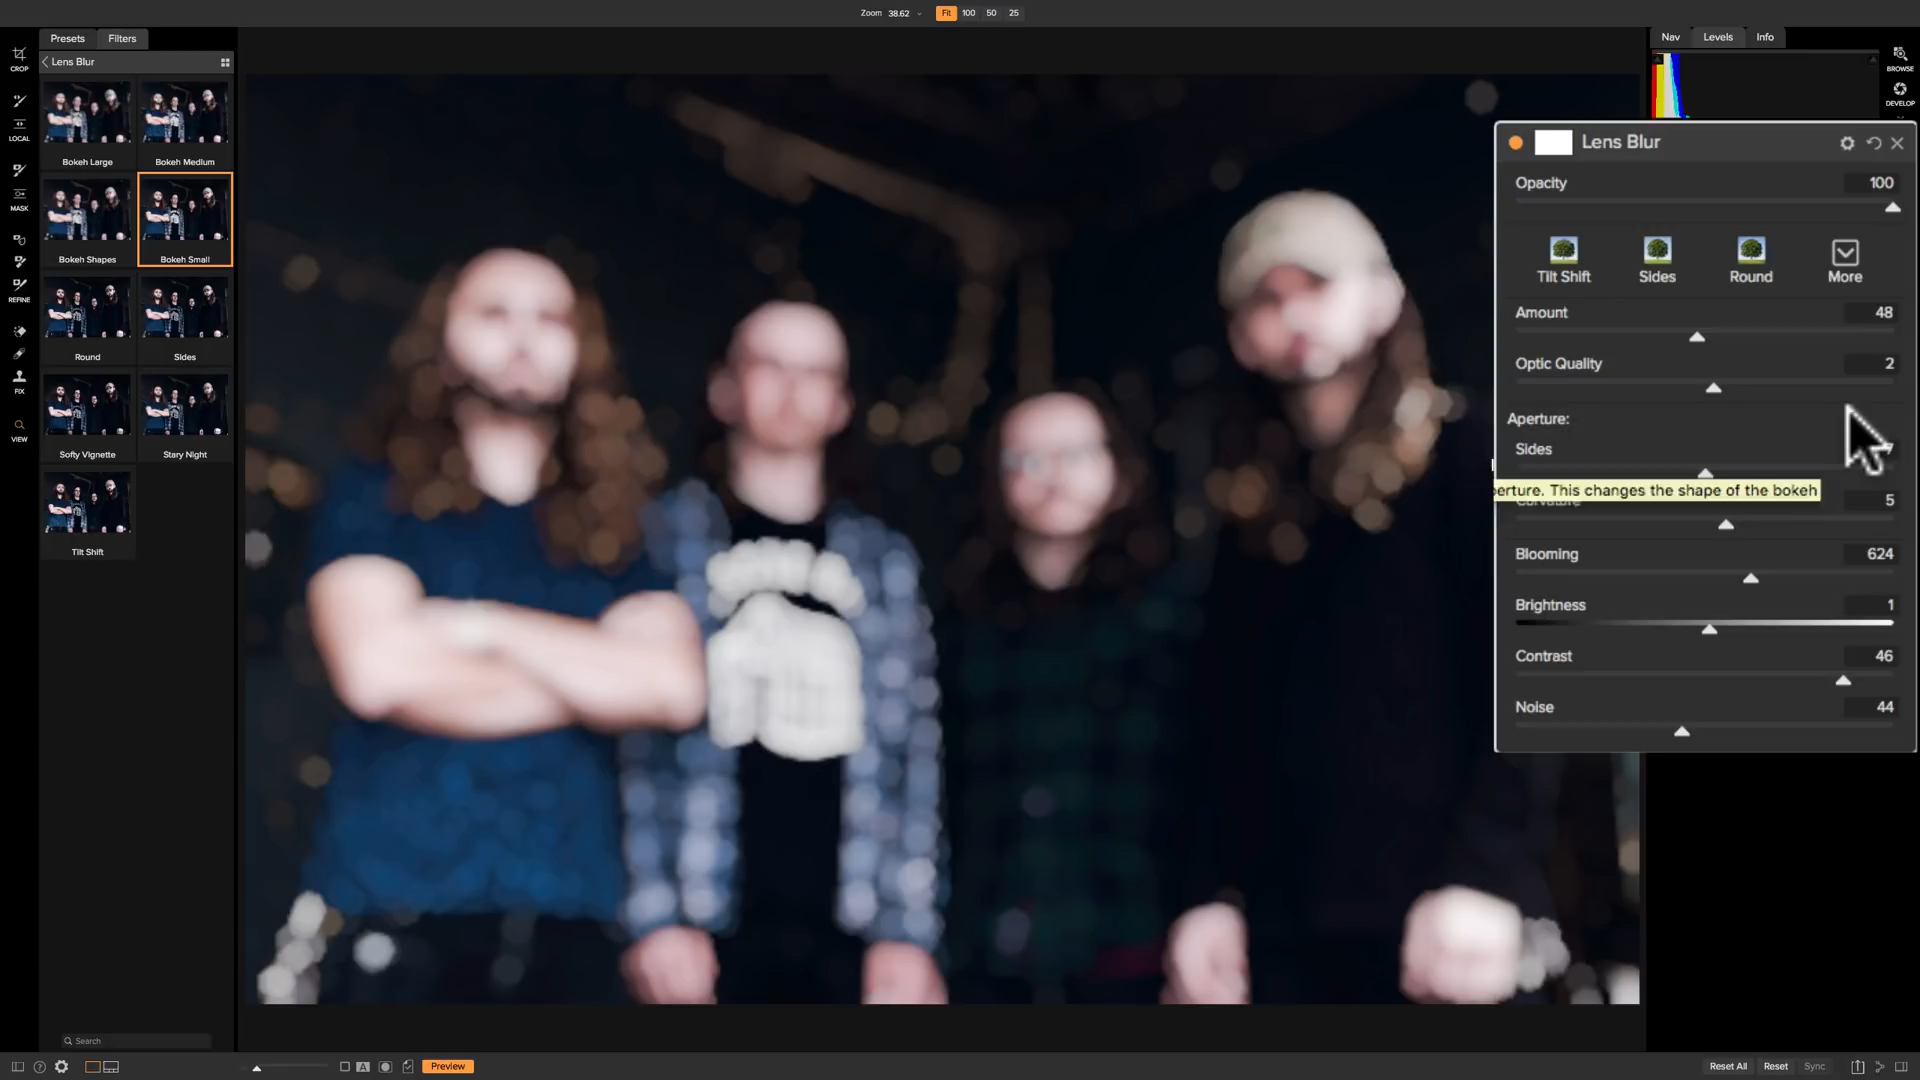 Zoom 38.62 Fit 100 50 25
Presets Filters
Lens Blur
Bokeh Large Bokeh Medium
Bokeh Shapes Bokeh Small
Round Sides
Softy Vignette Stary Night
Tilt Shift
CROP
LOCAL
MASK
REFINE
FIX
VIEW
Nav Levels Info
BROWSE
DEVELOP
Lens Blur
Opacity 100
Tilt Shift Sides Round More
Amount 48
Optic Quality 2
Aperture:
Sides
perture. This changes the shape of the bokeh
Curvature 5
Blooming 624
Brightness 1
Contrast 46
Noise 44
Search
A Preview
Reset All Reset Sync